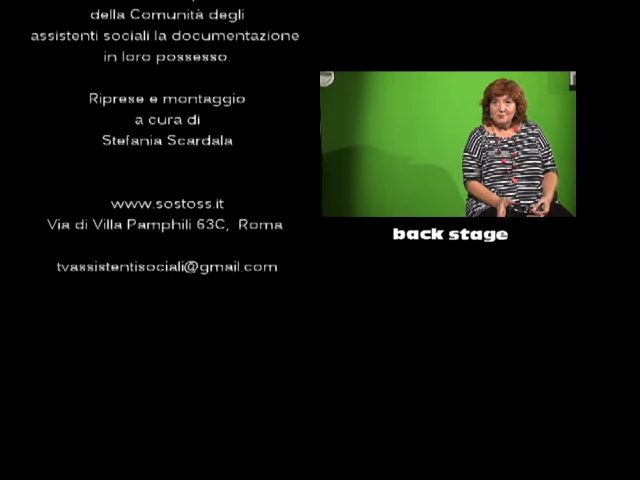 della Comunità degli
assistenti sociali la documentazione
in loro possesso.
Riprese e montaggio
a cura di
Stefania Scardala
www.sostoss.it
Via di Villa Pamphili 63C, Roma
tvassistentisociali@gmail.com
back stage